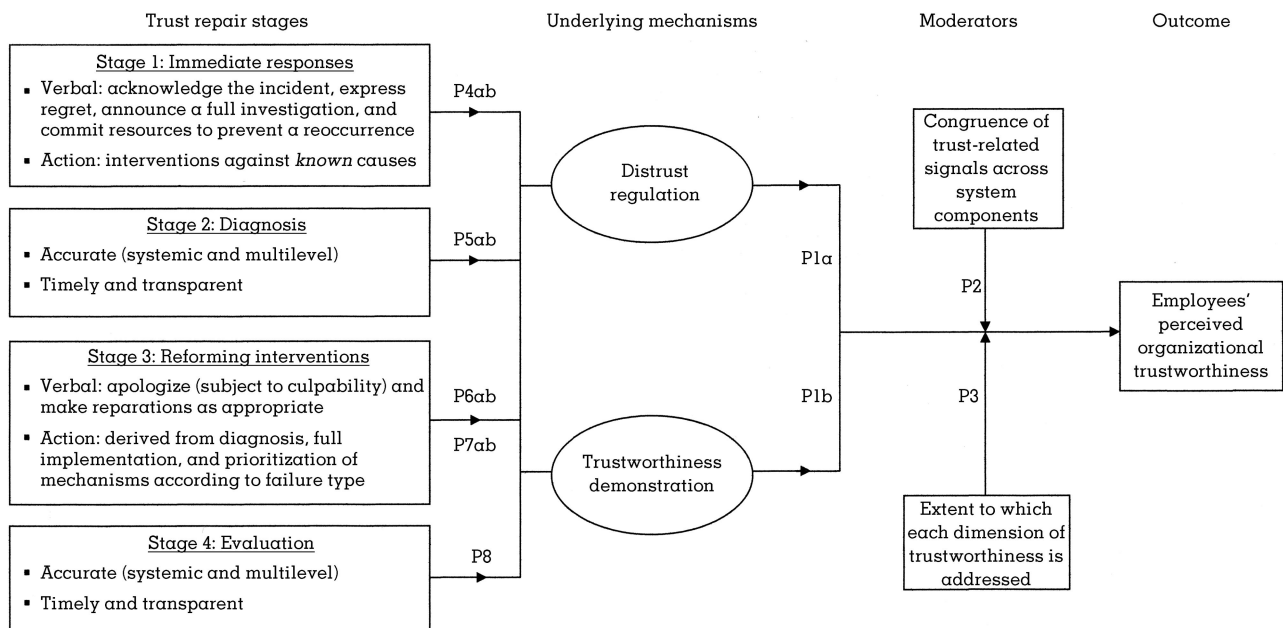 Trust repair stages
Underlying mechanisms
Moderators
Outcome
Stage 1: Immediate responses
▪ Verbal: acknowledge the incident, express
regret, announce a full investigation, and
commit resources to prevent a reoccurrence
▪ Action: interventions against known causes
P4ab
Stage 2: Diagnosis
▪ Accurate (systemic and multilevel)
▪ Timely and transparent
P5ab
Stage 3: Reforming interventions
▪ Verbal: apologize (subject to culpability) and
make reparations as appropriate
▪ Action: derived from diagnosis, full
implementation, and prioritization of
mechanisms according to failure type
P6ab
P7ab
Stage 4: Evaluation
▪ Accurate (systemic and multilevel)
▪ Timely and transparent
P8
Distrust
regulation
Trustworthiness
demonstration
P1a
P1b
Congruence of
trust-related
signals across
system
components
P2
P3
Extent to which
each dimension of
trustworthiness is
addressed
Employees'
perceived
organizational
trustworthiness